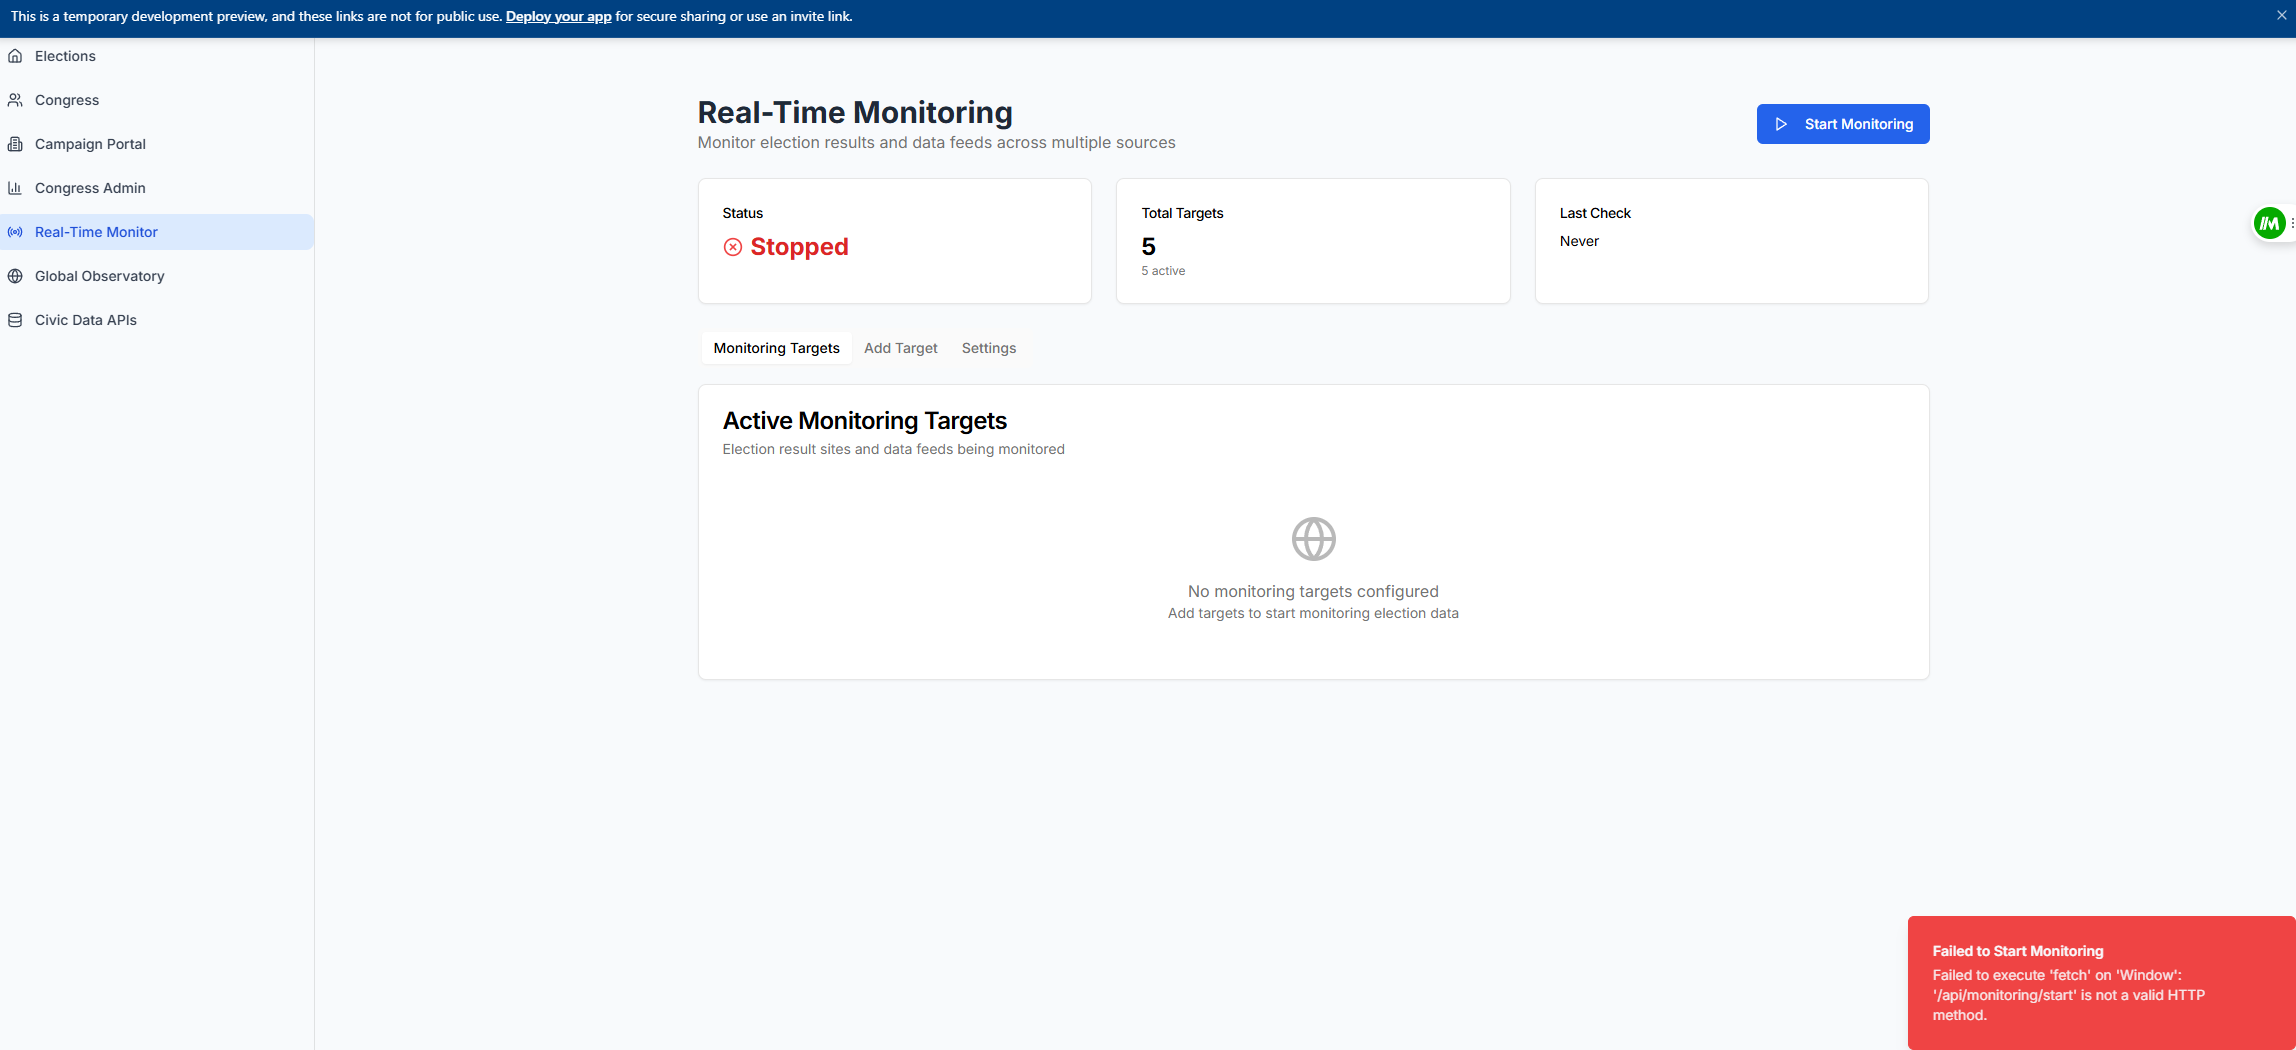 This is a temporary development preview, and these links are not for public use. Deploy your app for secure sharing or use an invite link.
Elections
Congress
Campaign Portal
Congress Admin
Real-Time Monitor
Global Observatory
Civic Data APIs
Real-Time Monitoring
Monitor election results and data feeds across multiple sources
Start Monitoring
Status
Stopped
Total Targets
5
5 active
Last Check
Never
Monitoring Targets
Add Target
Settings
Active Monitoring Targets
Election result sites and data feeds being monitored
No monitoring targets configured
Add targets to start monitoring election data
Failed to Start Monitoring
Failed to execute 'fetch' on 'Window':
'/api/monitoring/start' is not a valid HTTP
method.